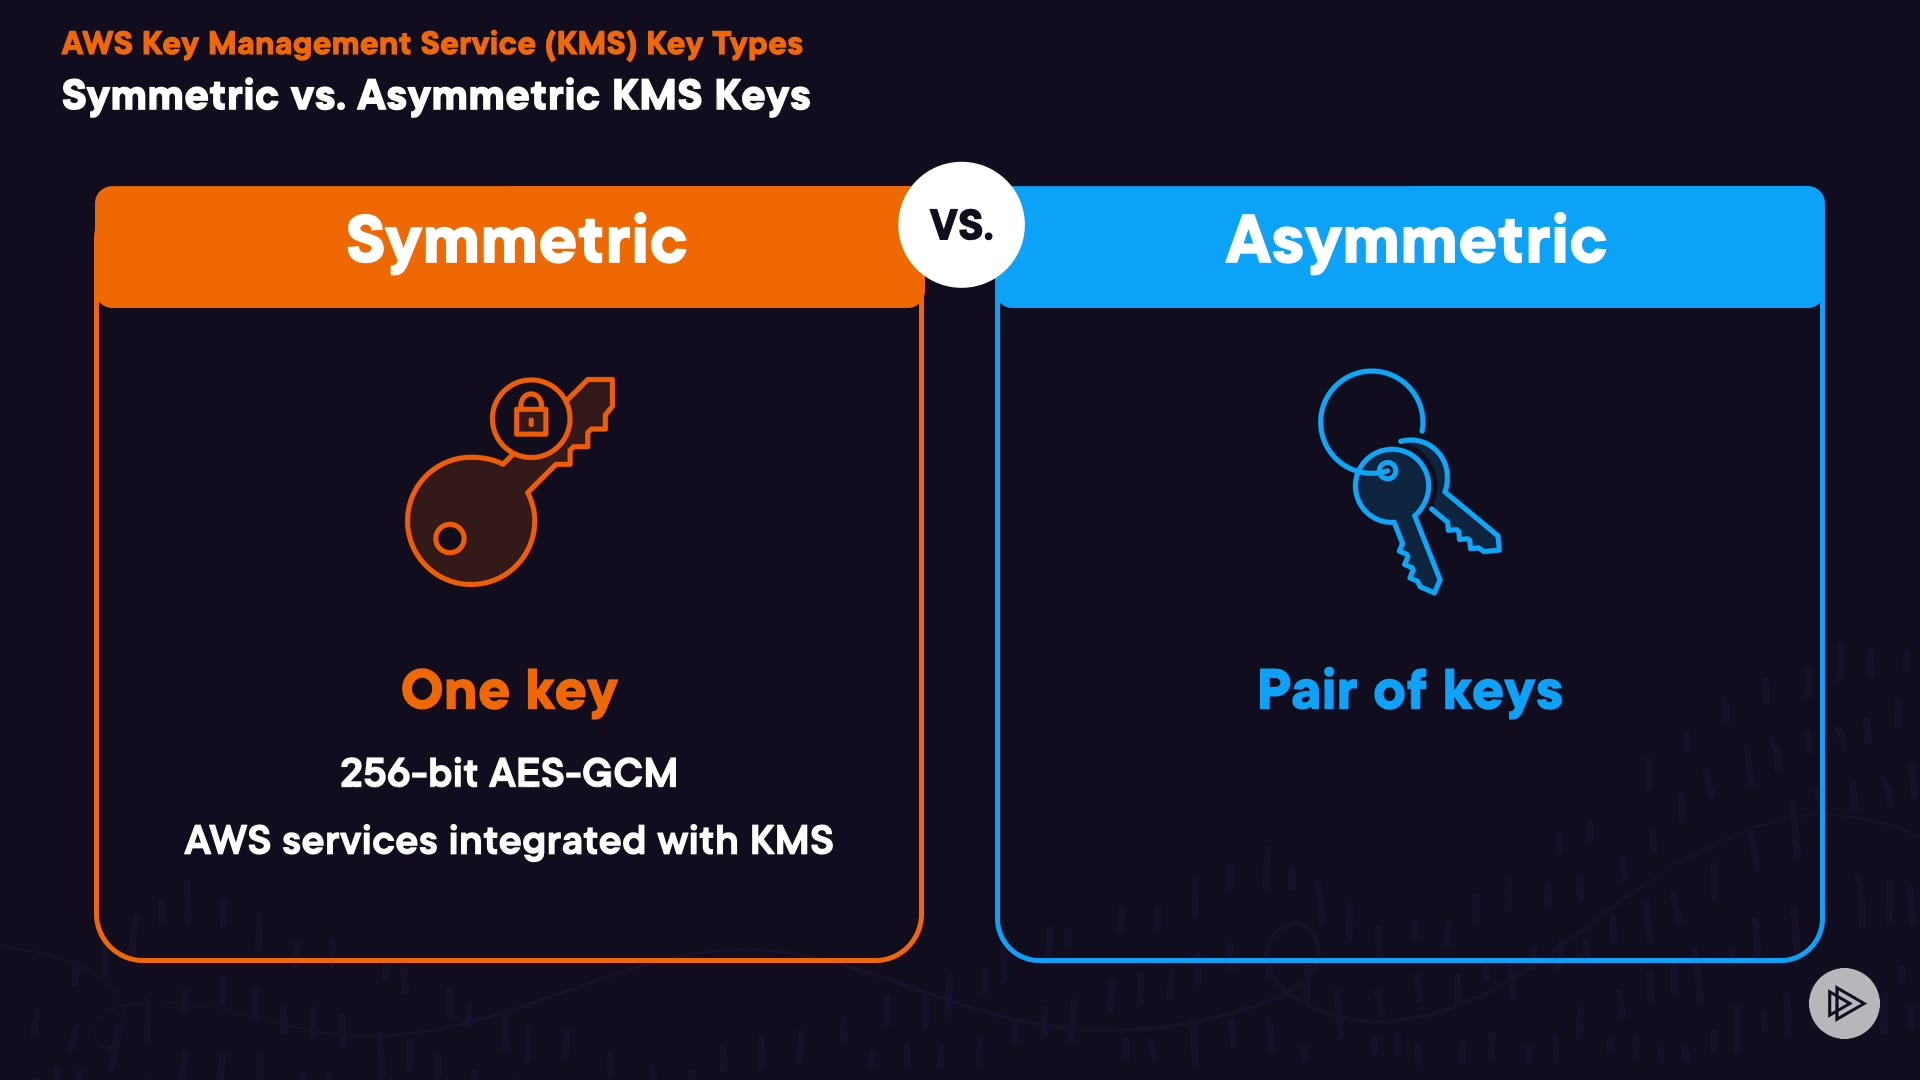 AWS Key Management Service (KMS) Key Types
Symmetric vs. Asymmetric KMS Keys
Symmetric
VS.
Asymmetric
One key
256-bit AES-GCM
AWS services integrated with KMS
Pair of keys